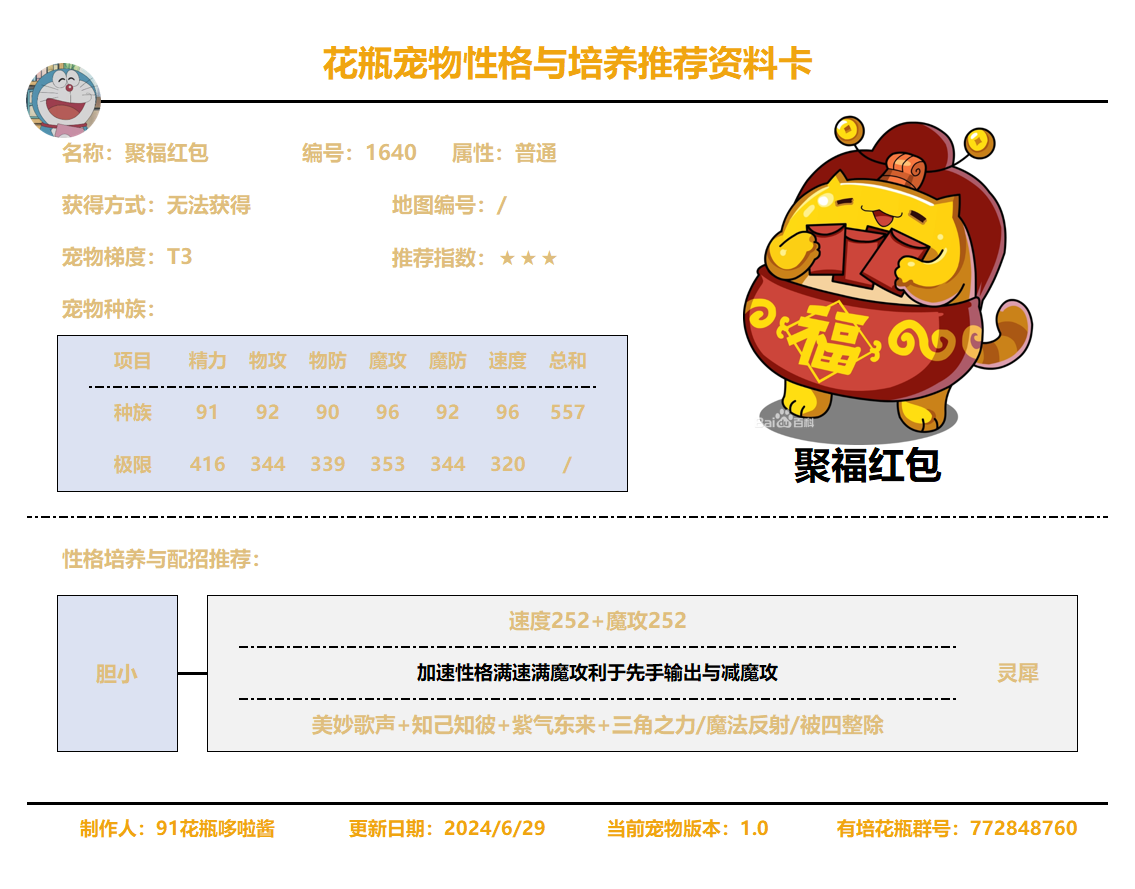 花瓶宠物性格与培养推荐资料卡
名称：聚福红包 编号：1640 属性：普通
获得方式：无法获得 地图编号：/
宠物梯度：T3 推荐指数：★★★
宠物种族：
项目 精力 物攻 物防 魔攻 魔防 速度 总和
种族 91 92 90 96 92 96 557
极限 416 344 339 353 344 320 /
福
Bai百科
聚福红包
性格培养与配招推荐：
速度252+魔攻252
胆小 加速性格满速满魔攻利于先手输出与减魔攻 灵犀
美妙歌声+知己知彼+紫气东来+三角之力/魔法反射/被四整除
制作人：91花瓶哆啦酱 更新日期：2024/6/29 当前宠物版本：1.0 有培花瓶群号：772848760